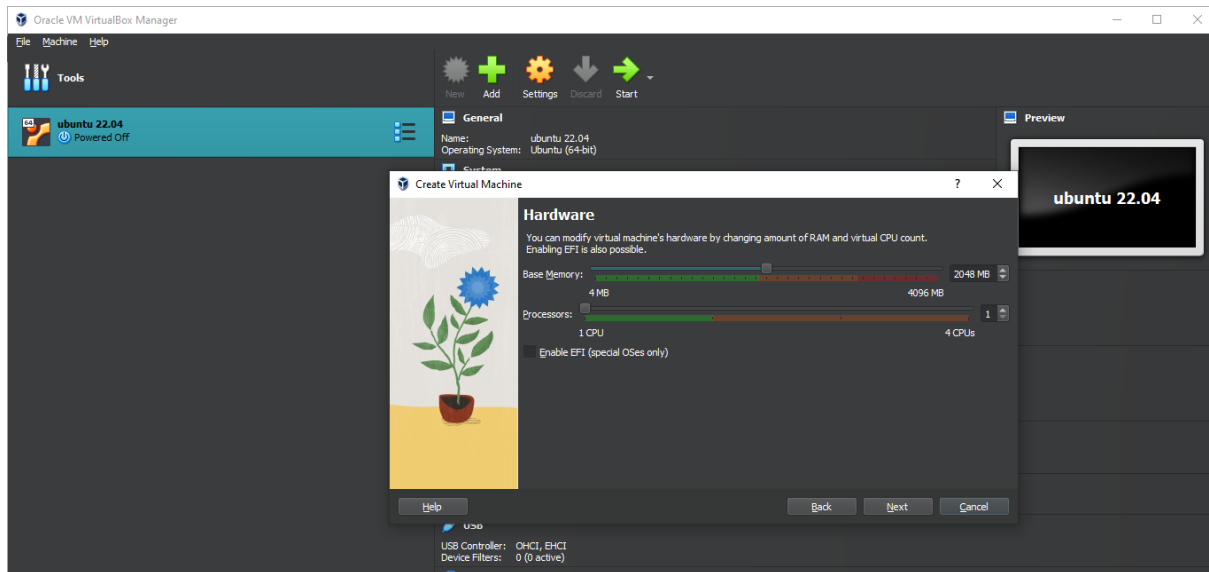 Oracle VM VirtualBox Manager
File Machine Help
Tools
New Add Settings Discard Start
64
ubuntu 22.04
Powered Off
General
Name: ubuntu 22.04
Operating System: Ubuntu (64-bit)
System
Preview
ubuntu 22.04
Create Virtual Machine
?
Hardware
You can modify virtual machine's hardware by changing amount of RAM and virtual CPU count.
Enabling EFI is also possible.
Base Memory: 2048 MB
4 MB 4096 MB
Processors: 1
1 CPU 4 CPUs
Enable EFI (special OSes only)
Help Back Next Cancel
USB
USB Controller: OHCI, EHCI
Device Filters: 0 (0 active)